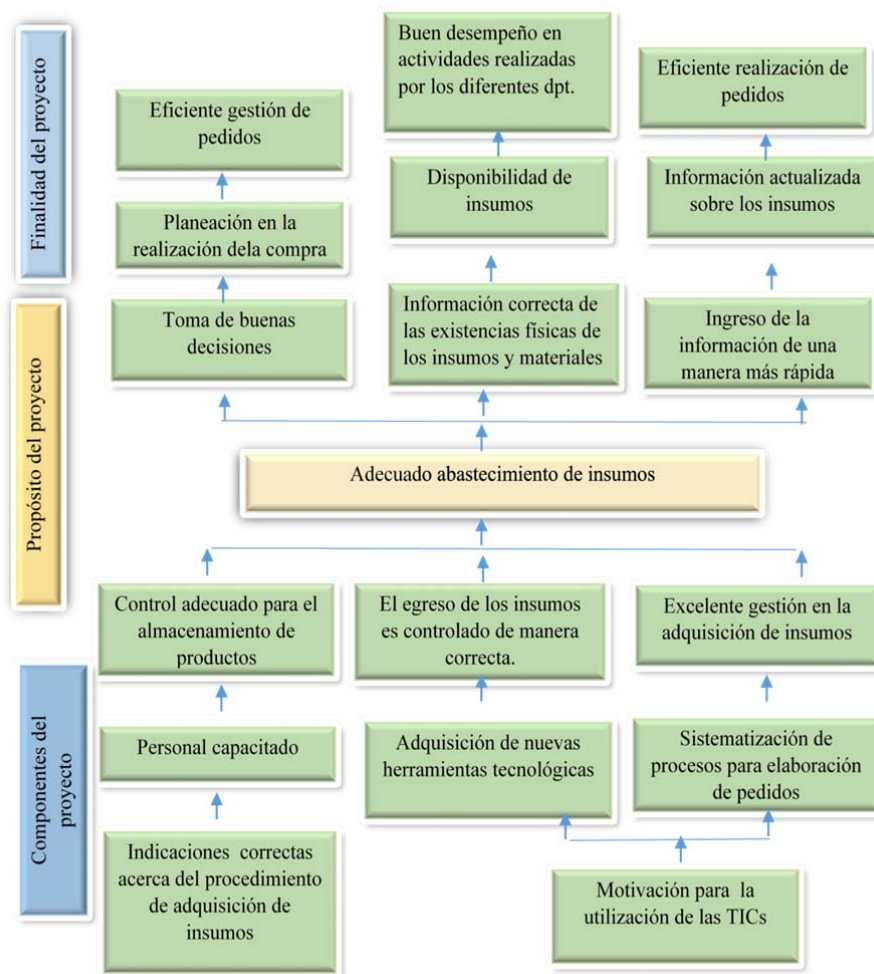 Finalidad del proyecto
Buen desempeño en
actividades realizadas
por los diferentes dpt.
Eficiente gestión de
pedidos
Eficiente realización de
pedidos
Planeación en la
realización dela compra
Disponibilidad de
insumos
Información actualizada
sobre los insumos
Propósito del proyecto
Toma de buenas
decisiones
Información correcta de
las existencias físicas de
los insumos y materiales
Ingreso de la
información de una
manera más rápida
Adecuado abastecimiento de insumos
Control adecuado para el
almacenamiento de
productos
El egreso de los insumos
es controlado de manera
correcta.
Excelente gestión en la
adquisición de insumos
Componentes del
proyecto
Personal capacitado
Adquisición de nuevas
herramientas tecnológicas
Sistematización de
procesos para elaboración
de pedidos
Indicaciones correctas
acerca del procedimiento
de adquisición de
insumos
Motivación para la
utilización de las TICs